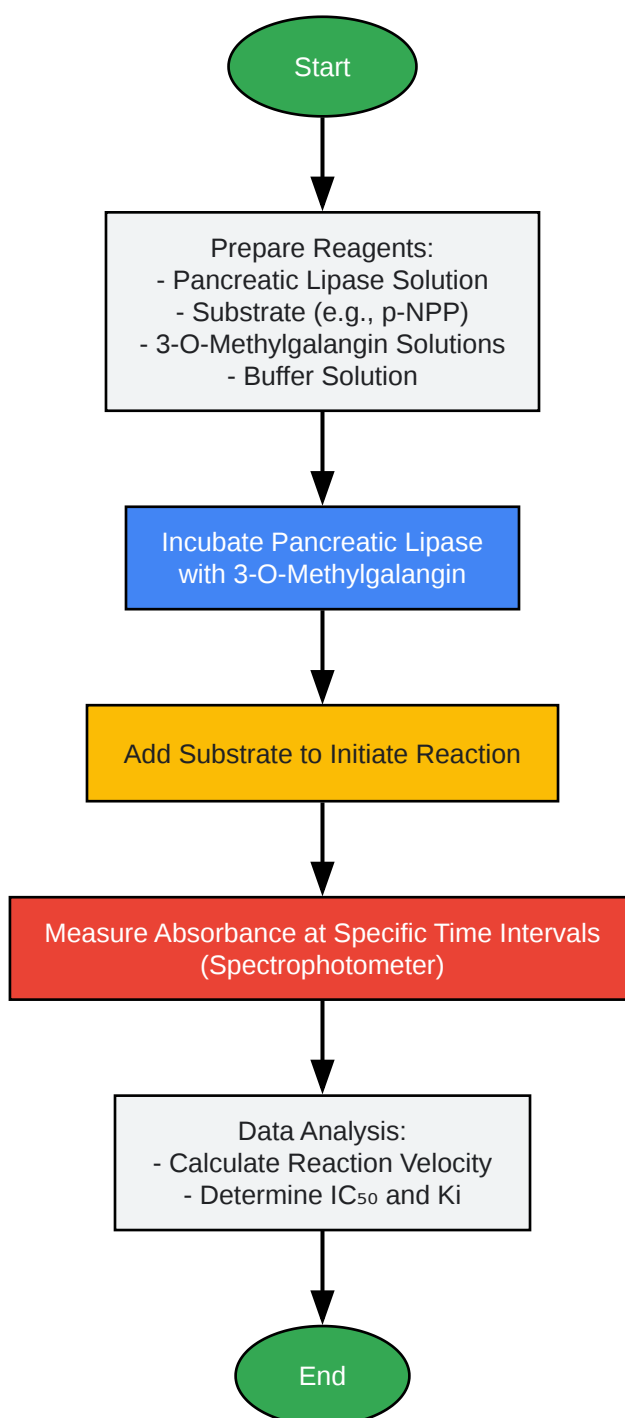 Start
Prepare Reagents:
- Pancreatic Lipase Solution
- Substrate (e.g., p-NPP)
- 3-O-Methylgalangin Solutions
- Buffer Solution
Incubate Pancreatic Lipase
with 3-O-Methylgalangin
Add Substrate to Initiate Reaction
Measure Absorbance at Specific Time Intervals
(Spectrophotometer)
Data Analysis:
- Calculate Reaction Velocity
- Determine IC₅₀ and Ki
End